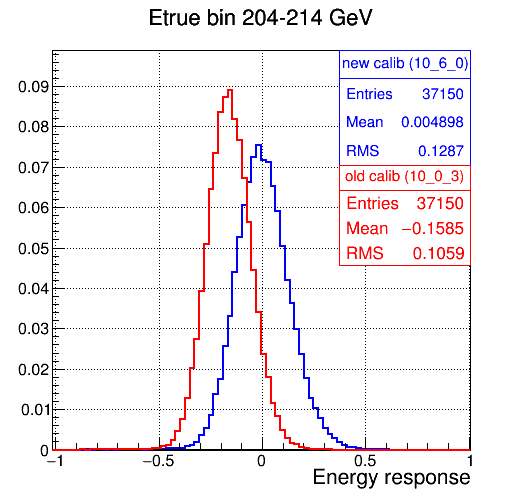 Etrue bin 204-214 GeV
new calib (10_6_0)
Entries 37150
Mean 0.004898
RMS 0.1287
old calib (10_0_3)
Entries 37150
Mean −0.1585
RMS 0.1059
0.09
0.08
0.07
0.06
0.05
0.04
0.03
0.02
0.01
0
−1 −0.5 0 0.5 1
Energy response